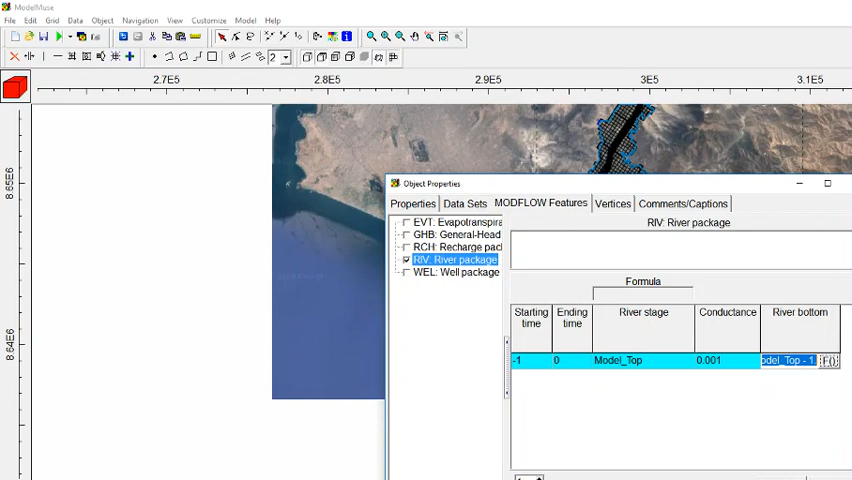 ModelMuse
File Edit Grid Data Object Navigation View Customize Model Help
2
2.7E5 2.8E5 2.9E5 3E5 3.1E5
8.65E6
8.64E6
Object Properties
Properties Data Sets MODFLOW Features Vertices Comments/Captions
EVT: Evapotranspira
GHB: General-Head
RCH: Recharge pac
RIV: River package
WEL: Well package
RIV: River package
Formula
Starting time Ending time River stage Conductance River bottom
-1 0 Model_Top 0.001 odel_Top - 1 F()